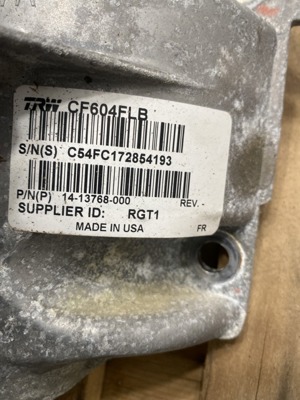 TRW CF604FLB
S/N(S) C54FC172854193
P/N(P) 14-13768-000 REV. -
SUPPLIER ID: RGT1
MADE IN USA FR